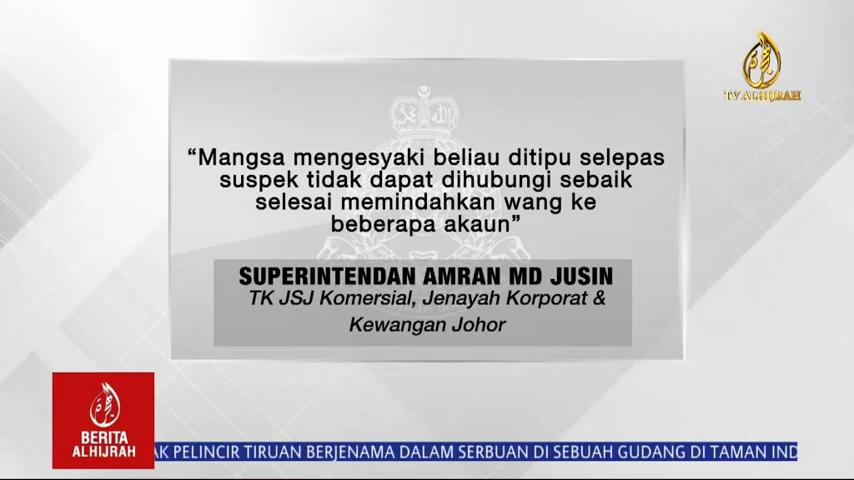 TV ALHIJRAH
“Mangsa mengesyaki beliau ditipu selepas
suspek tidak dapat dihubungi sebaik
selesai memindahkan wang ke
beberapa akaun”
SUPERINTENDAN AMRAN MD JUSIN
TK JSJ Komersial, Jenayah Korporat &
Kewangan Johor
BERITA
ALHIJRAH
AK PELINCIR TIRUAN BERJENAMA DALAM SERBUAN DI SEBUAH GUDANG DI TAMAN IND